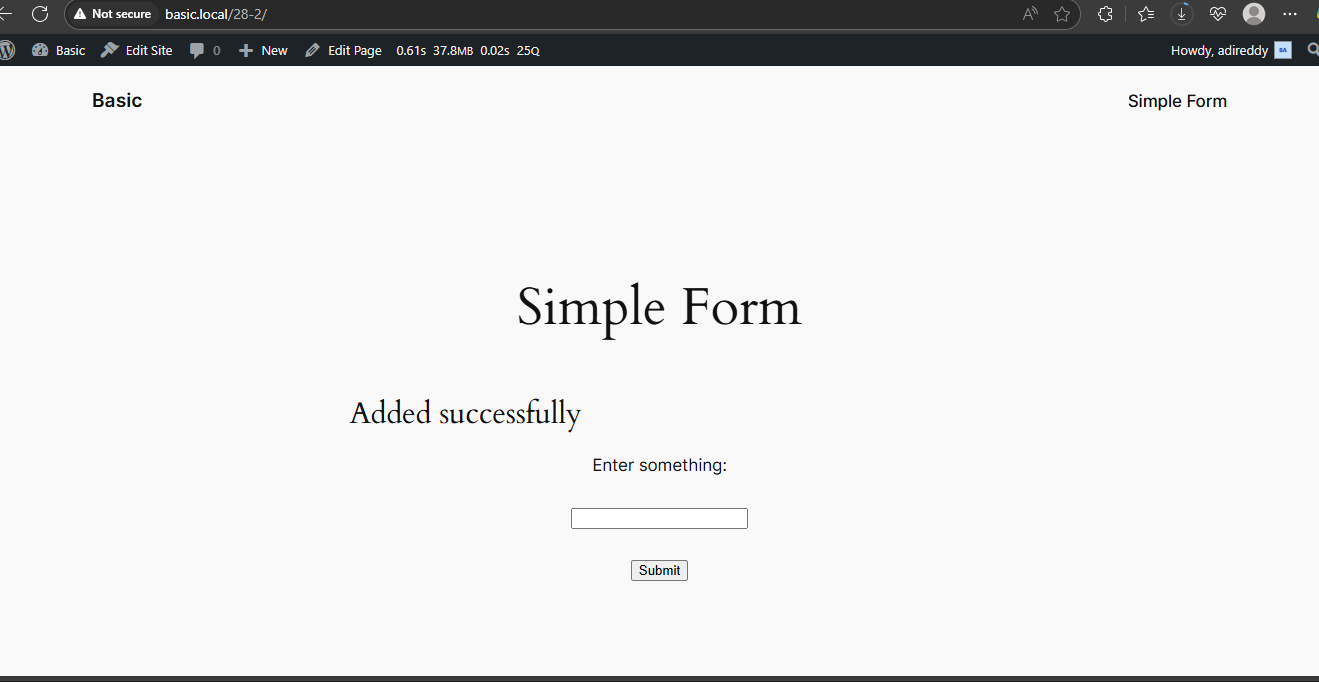 Not secure basic.local/28-2/
Basic Edit Site 0 New Edit Page 0.61s 37.8MB 0.02s 25Q Howdy, adireddy
Basic Simple Form
Simple Form
Added successfully
Enter something:
Submit